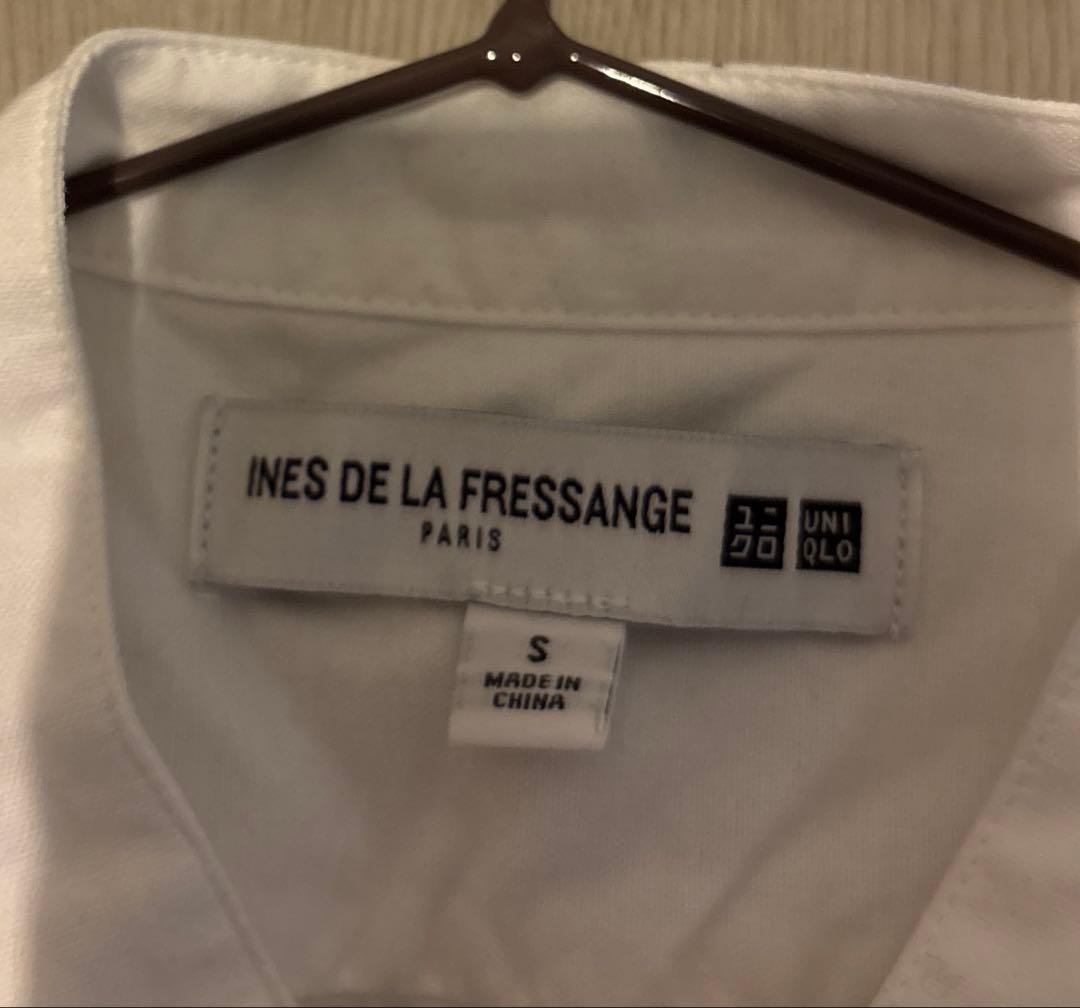 INES DE LA FRESSANGE
PARIS
ユニ
クロ
UNI
QLO
S
MADE IN
CHINA